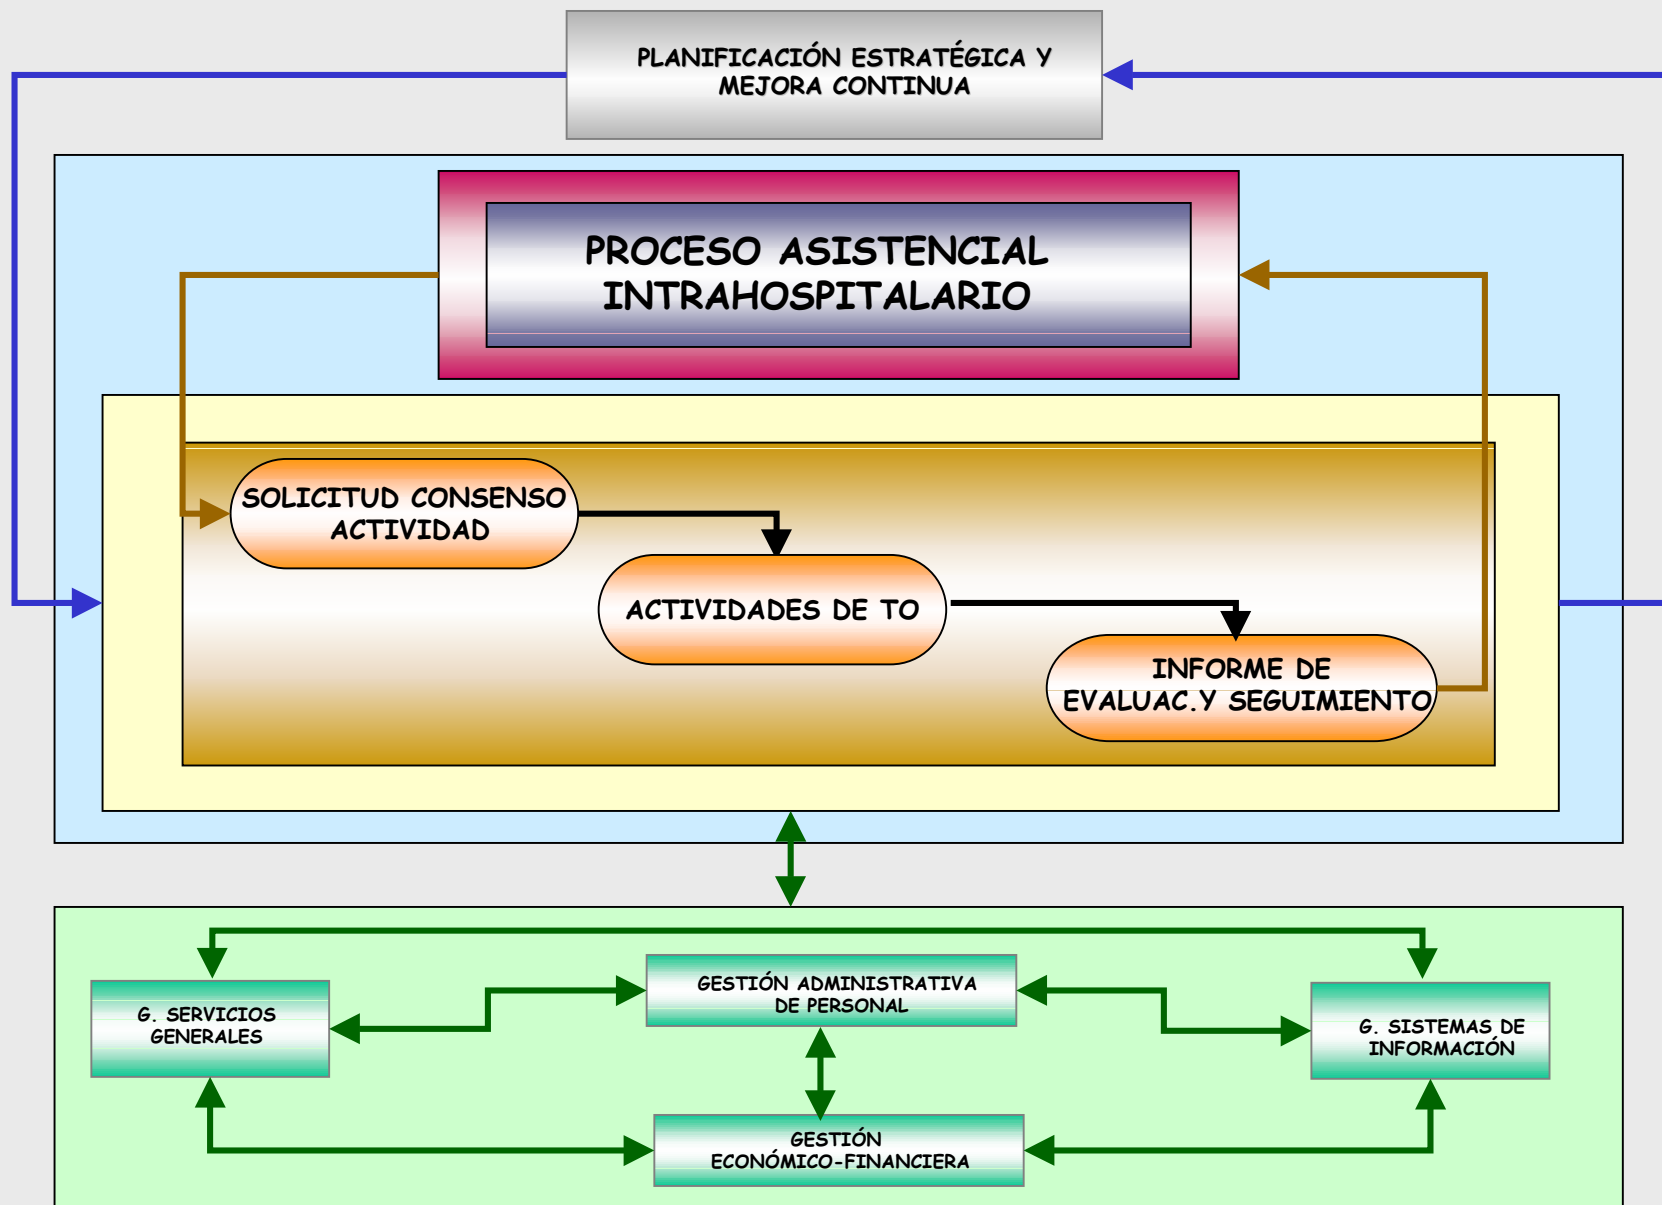 PLANIFICACIÓN ESTRATÉGICA Y
MEJORA CONTINUA
PROCESO ASISTENCIAL
INTRAHOSPITALARIO
SOLICITUD CONSENSO
ACTIVIDAD
ACTIVIDADES DE TO
INFORME DE
EVALUAC.Y SEGUIMIENTO
GESTIÓN ADMINISTRATIVA
DE PERSONAL
G. SERVICIOS
GENERALES
G. SISTEMAS DE
INFORMACIÓN
GESTIÓN
ECONÓMICO-FINANCIERA